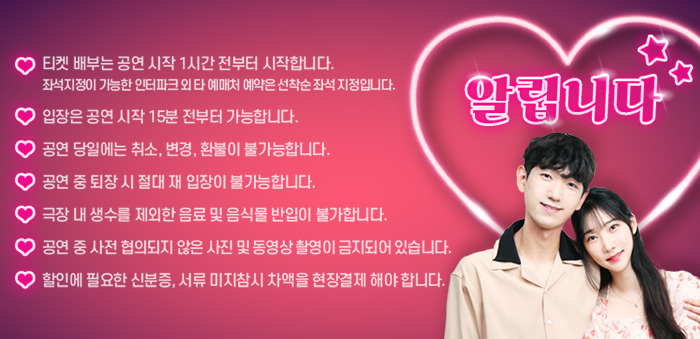 알립니다
티켓 배부는 공연 시작 1시간 전부터 시작합니다.
좌석지정이 가능한 인터파크 외 타 예매처 예약은 선착순 좌석 지정입니다.
입장은 공연 시작 15분 전부터 가능합니다.
공연 당일에는 취소, 변경, 환불이 불가능합니다.
공연 중 퇴장 시 절대 재 입장이 불가능합니다.
극장 내 생수를 제외한 음료 및 음식물 반입이 불가합니다.
공연 중 사전 협의되지 않은 사진 및 동영상 촬영이 금지되어 있습니다.
할인에 필요한 신분증, 서류 미지참시 차액을 현장결제 해야 합니다.